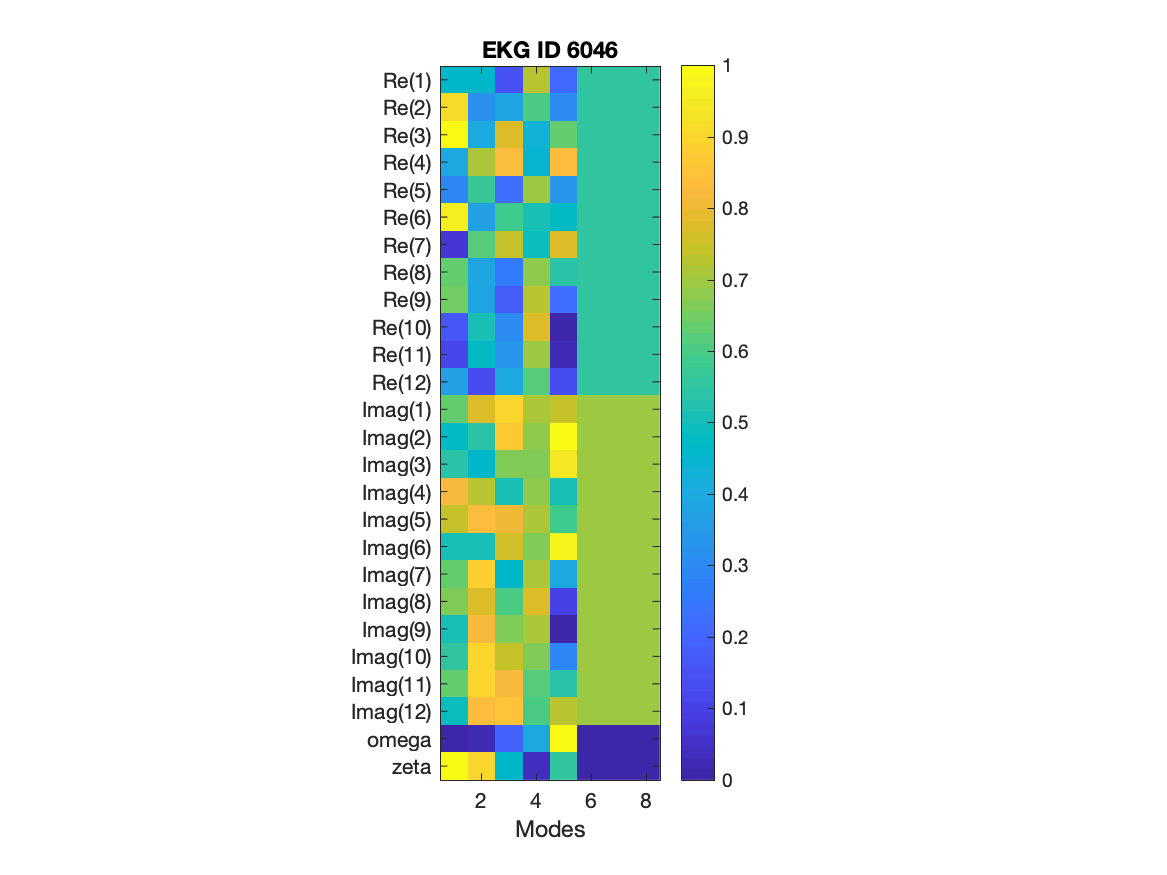 EKG ID 6046
Re(1)
Re(2)
Re(3)
Re(4)
Re(5)
Re(6)
Re(7)
Re(8)
Re(9)
Re(10)
Re(11)
Re(12)
Imag(1)
Imag(2)
Imag(3)
Imag(4)
Imag(5)
Imag(6)
Imag(7)
Imag(8)
Imag(9)
Imag(10)
Imag(11)
Imag(12)
omega
zeta
2 4 6 8
Modes
1
0.9
0.8
0.7
0.6
0.5
0.4
0.3
0.2
0.1
0